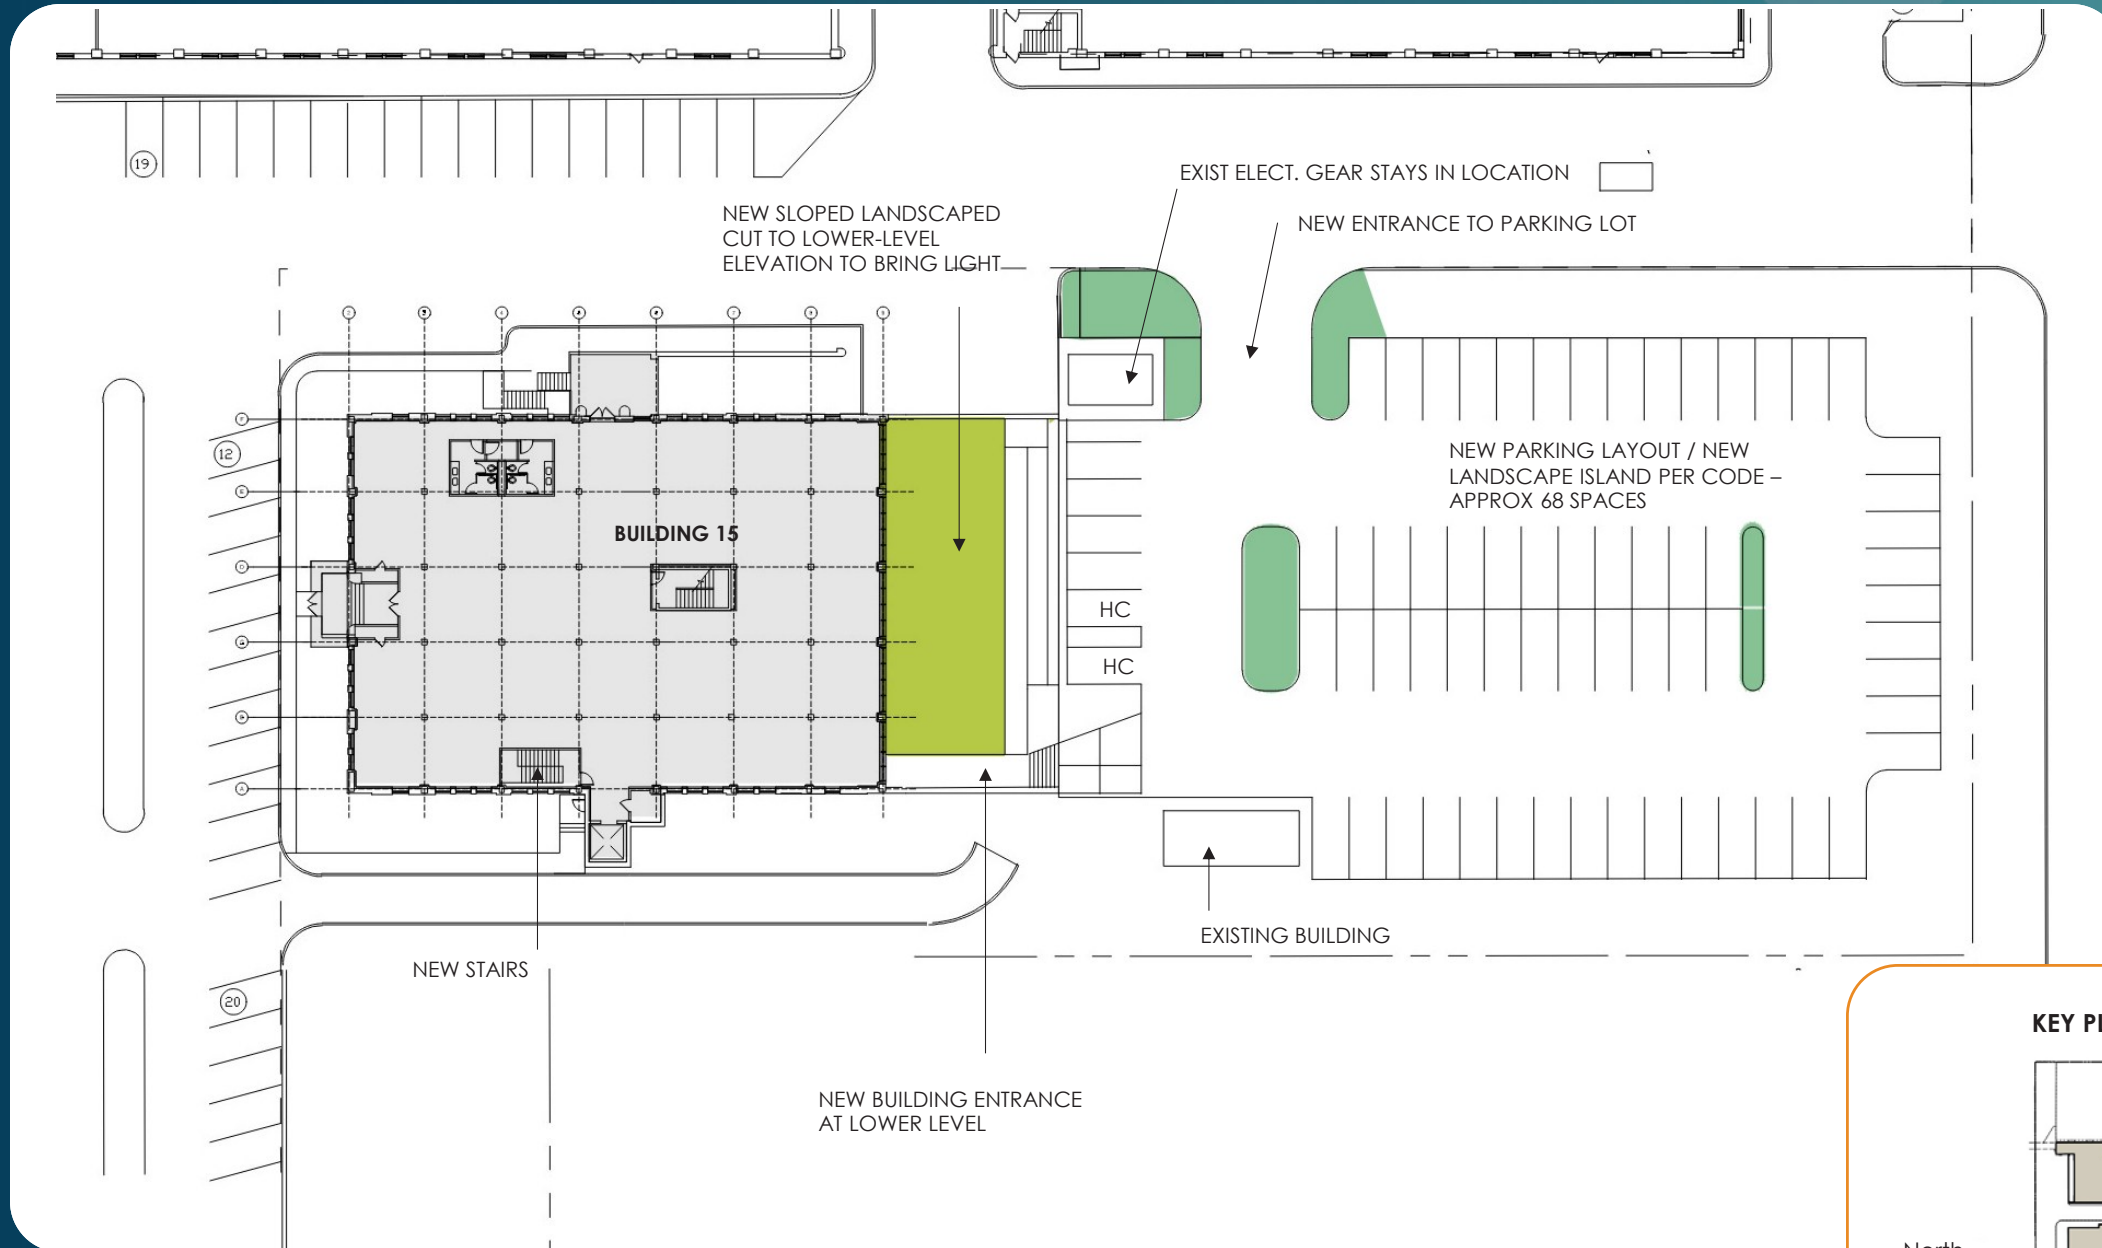 19
EXIST ELECT. GEAR STAYS IN LOCATION
NEW SLOPED LANDSCAPED
CUT TO LOWER-LEVEL
ELEVATION TO BRING LIGHT
NEW ENTRANCE TO PARKING LOT
12
NEW PARKING LAYOUT / NEW
LANDSCAPE ISLAND PER CODE –
APPROX 68 SPACES
BUILDING 15
HC
HC
EXISTING BUILDING
NEW STAIRS
20
KEY
NEW BUILDING ENTRANCE
AT LOWER LEVEL
North